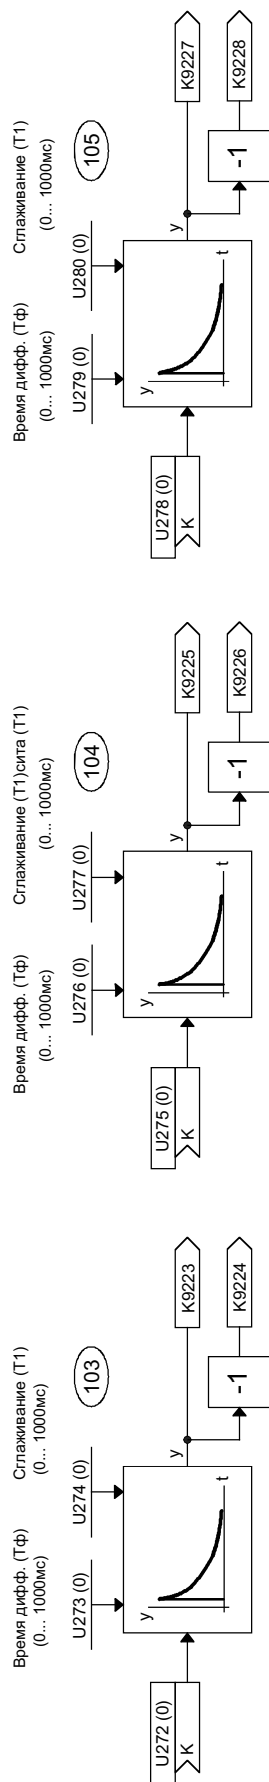 Время дифф. (Тф)
(0... 1000мс)
Сглаживание (Т1)
(0... 1000мс)
103
U273 (0)
U274 (0)
U272 (0)
K
y
t
y
K9223
-1
K9224
Время дифф. (Тф)
(0... 1000мс)
Сглаживание (Т1)сита (Т1)
(0... 1000мс)
104
U276 (0)
U277 (0)
U275 (0)
K
y
t
y
K9225
-1
K9226
Время дифф. (Тф)
(0... 1000мс)
Сглаживание (Т1)
(0... 1000мс)
105
U279 (0)
U280 (0)
U278 (0)
K
y
t
y
K9227
-1
K9228